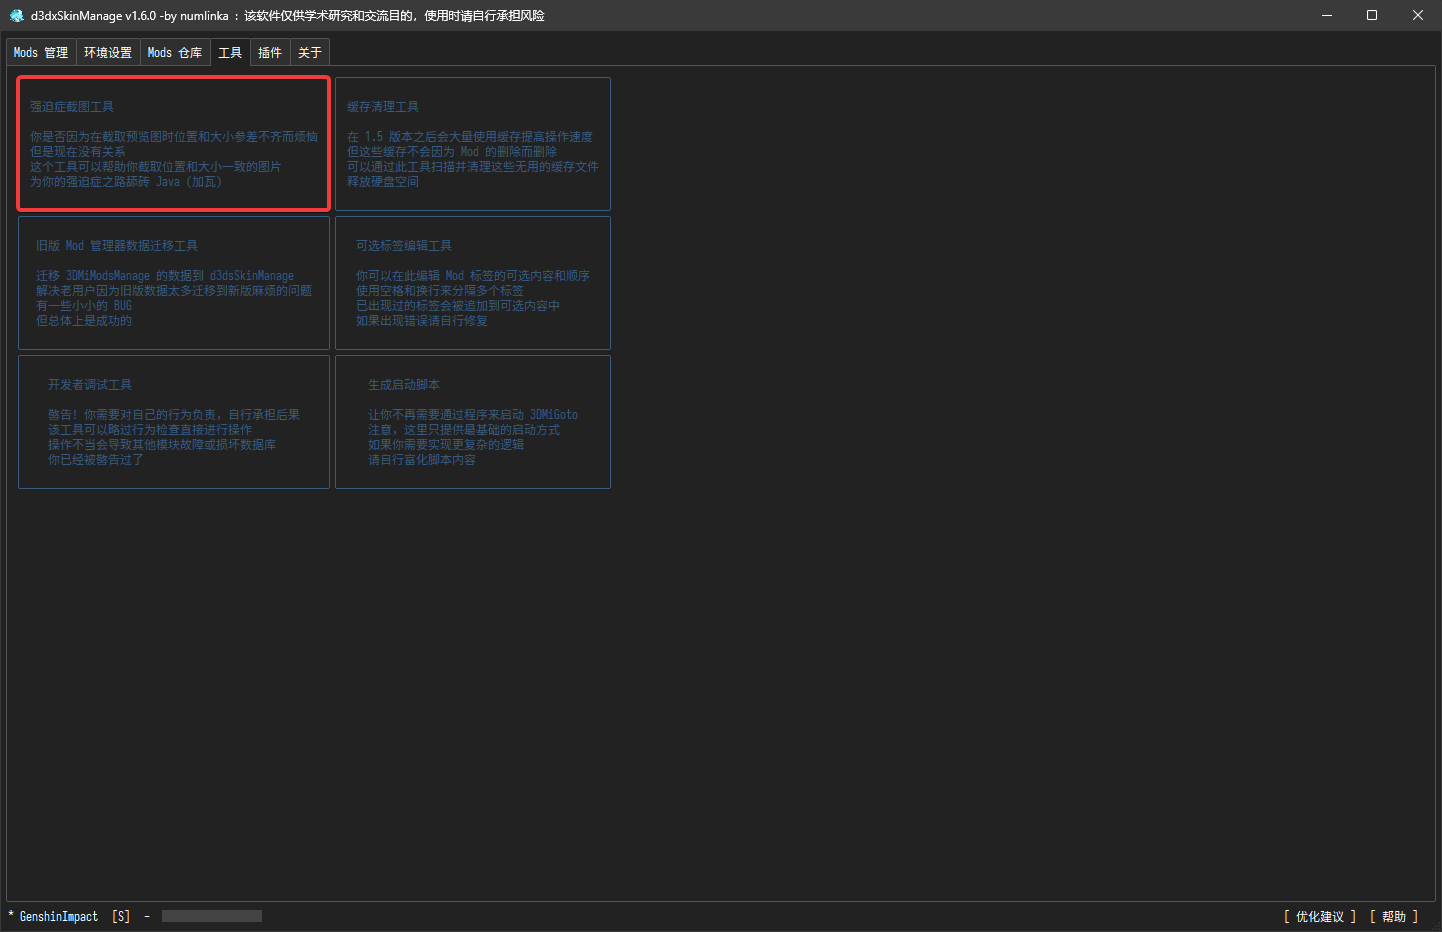 d3dxSkinManage v1.6.0 -by numlinka : 该软件仅供学术研究和交流目的，使用时请自行承担风险
Mods 管理 环境设置 Mods 仓库 工具 插件 关于
强迫症截图工具
你是否因为在截取预览图时位置和大小参差不齐而烦恼
但是现在没有关系
这个工具可以帮助你截取位置和大小一致的图片
为你的强迫症之路舔砖 Java (加瓦)
缓存清理工具
在 1.5 版本之后会大量使用缓存提高操作速度
但这些缓存不会因为 Mod 的删除而删除
可以通过此工具扫描并清理这些无用的缓存文件
释放硬盘空间
旧版 Mod 管理器数据迁移工具
迁移 3DMiModsManage 的数据到 d3dsSkinManage
解决老用户因为旧版数据太多迁移到新版麻烦的问题
有一些小小的 BUG
但总体上是成功的
可选标签编辑工具
你可以在此编辑 Mod 标签的可选内容和顺序
使用空格和换行来分隔多个标签
已出现过的标签会被追加到可选内容中
如果出现错误请自行修复
开发者调试工具
警告! 你需要对自己的行为负责，自行承担后果
该工具可以略过行为检查直接进行操作
操作不当会导致其他模块故障或损坏数据库
你已经被警告过了
生成启动脚本
让你不再需要通过程序来启动 3DMiGoto
注意，这里只提供最基础的启动方式
如果你需要实现更复杂的逻辑
请自行富化脚本内容
* GenshinImpact [S] -
[ 优化建议 ] [ 帮助 ]